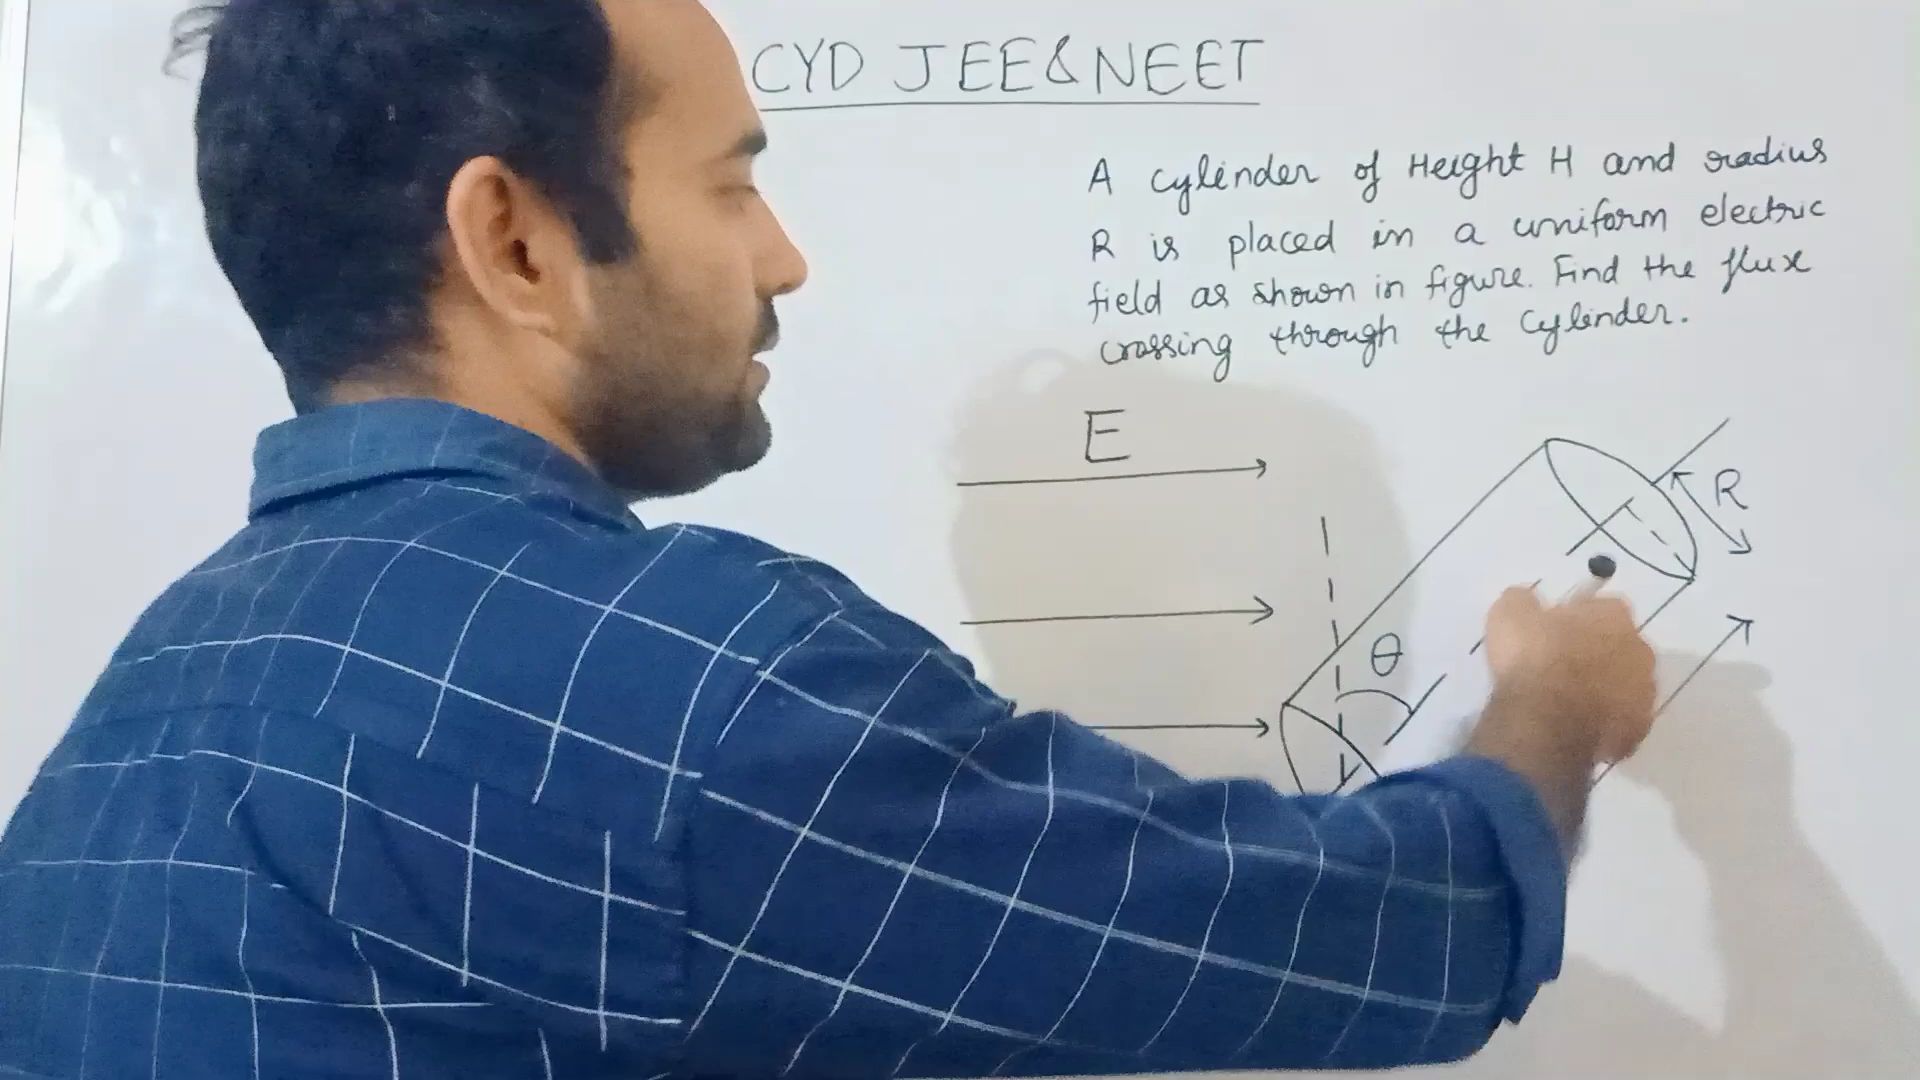 CYD JEE&NEET
A cylinder of Height H and radius
R is placed in a uniform electric
field as shown in figure. Find the flux
crossing through the cylinder.
E
R
θ